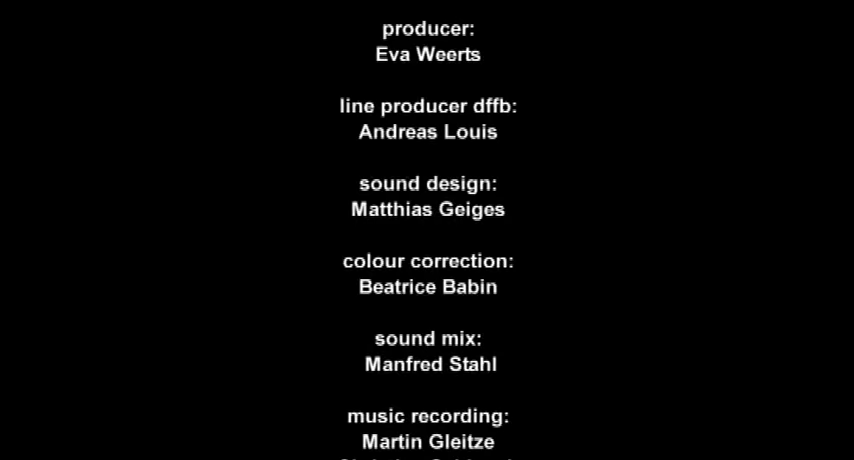 producer:
Eva Weerts
line producer dffb:
Andreas Louis
sound design:
Matthias Geiges
colour correction:
Beatrice Babin
sound mix:
Manfred Stahl
music recording:
Martin Gleitze